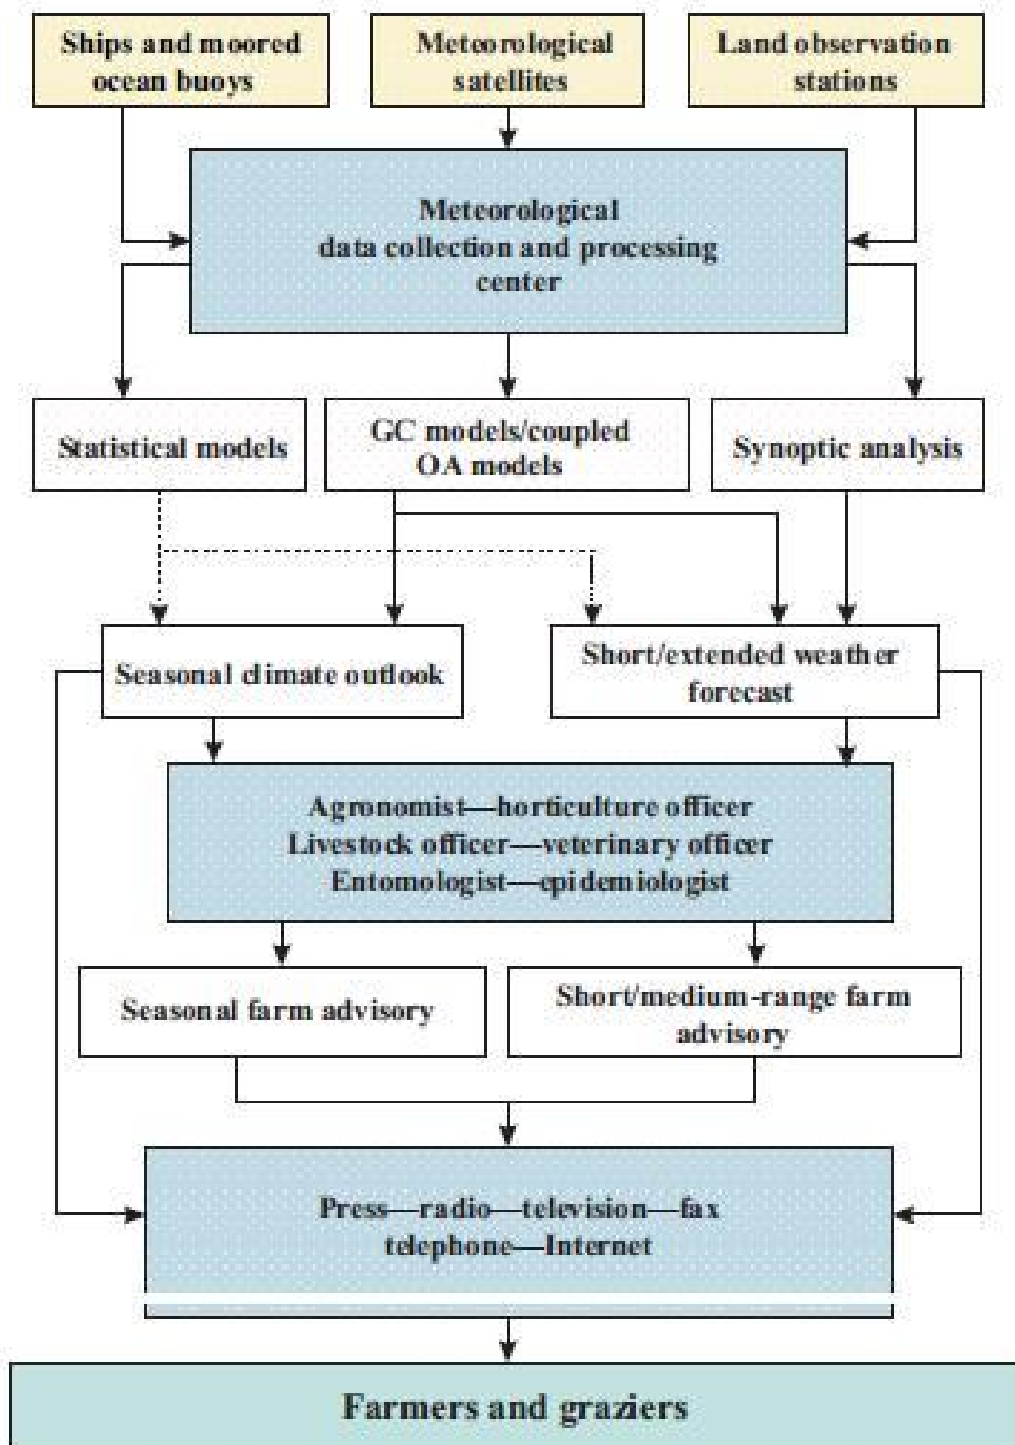 Ships and moored
ocean buoys
Meteorological
satellites
Land observation
stations
Meteorological
data collection and processing
center
Statistical models
GC models/coupled
OA models
Synoptic analysis
Seasonal climate outlook
Short/extended weather
forecast
Agronomist—horticulture officer
Livestock officer—veterinary officer
Entomologist—epidemiologist
Seasonal farm advisory
Short/medium-range farm
advisory
Press—radio—television—fax
telephone—Internet
Farmers and graziers